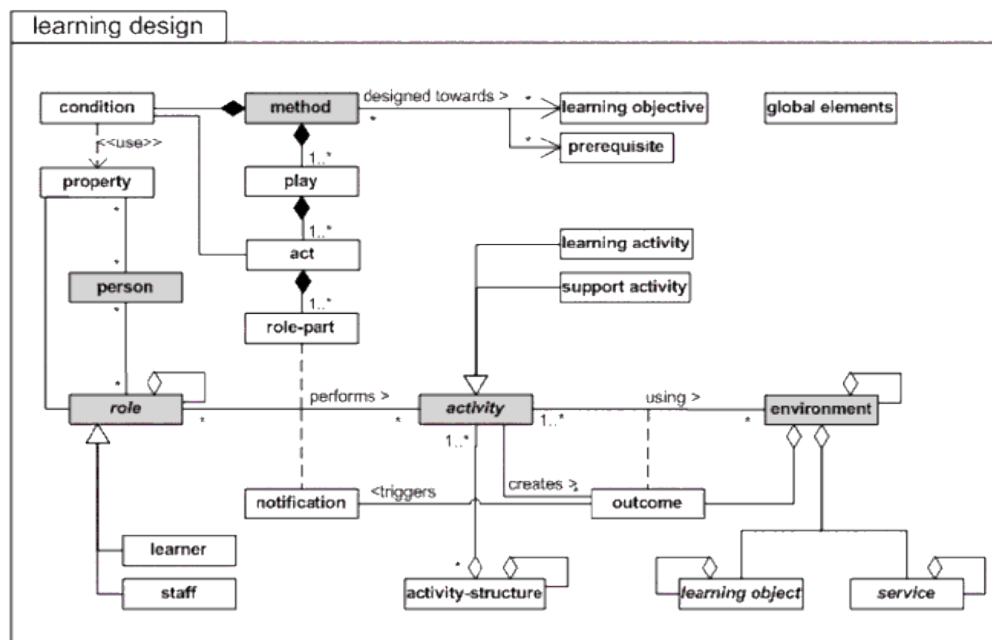 learning design
condition
method
designed towards >
*
*
learning objective
global elements
<<use>>
*
prerequisite
1..*
property
play
*
1..*
act
learning activity
*
person
support activity
*
1..*
role-part
*
performs >
using >
role
activity
environment
*
*
1..*
1..*
*
notification
<triggers
creates >
*
outcome
learner
*
staff
activity-structure
learning object
service